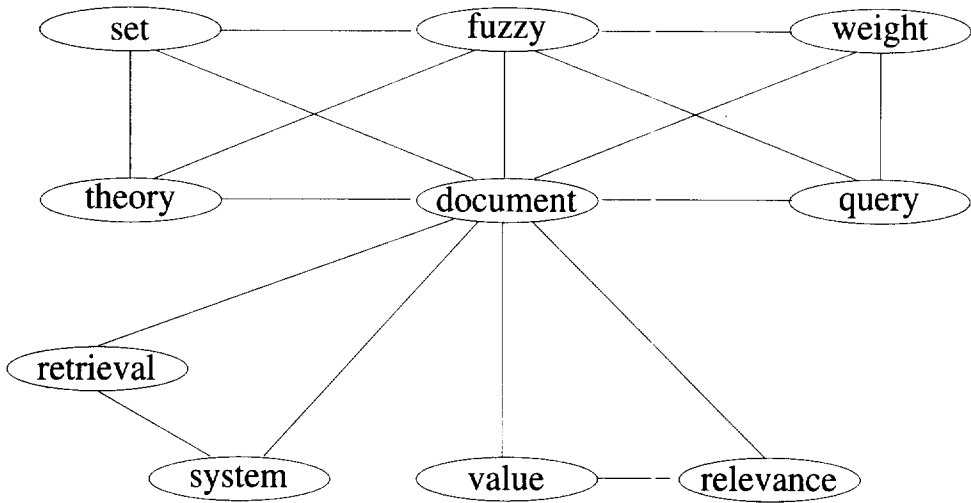 set fuzzy weight
theory document query
retrieval
system value relevance